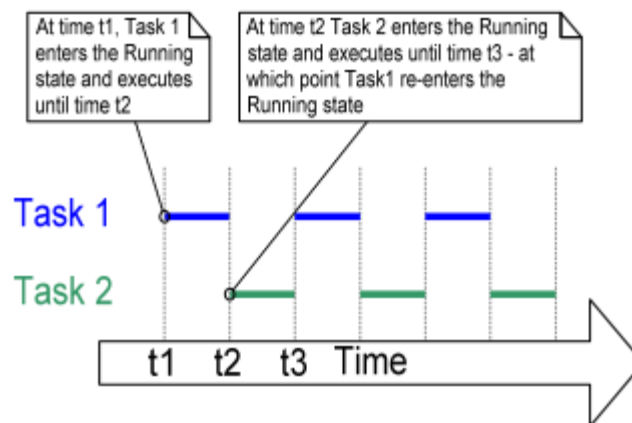 At time t1, Task 1
enters the Running
state and executes
until time t2
At time t2 Task 2 enters the Running
state and executes until time t3 - at
which point Task1 re-enters the
Running state
Task 1
Task 2
t1 t2 t3 Time